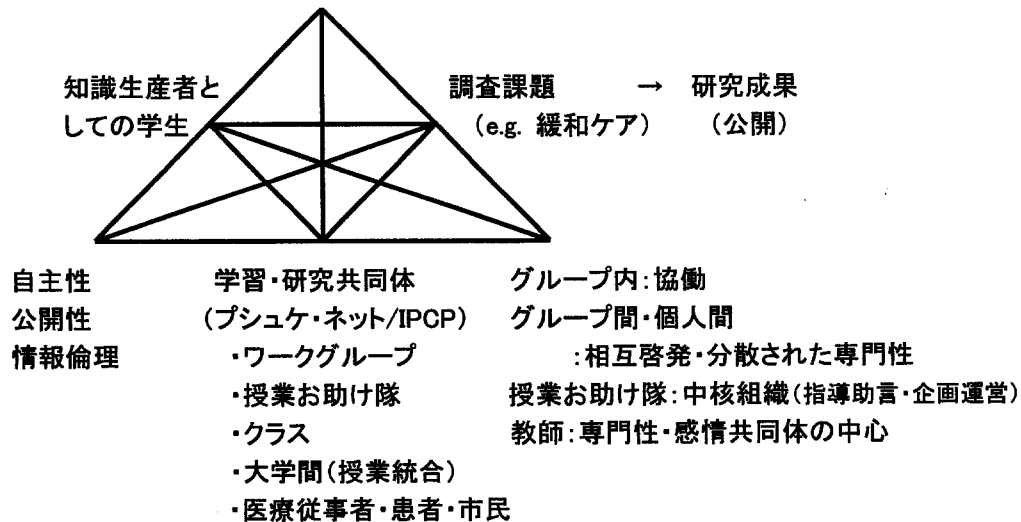 知識生産者と
しての学生
調査課題 → 研究成果
(e.g. 緩和ケア) (公開)
自主性
公開性
情報倫理
学習・研究共同体
(プシュケ・ネット/IPCP)
・ワークグループ
・授業お助け隊
・クラス
・大学間(授業統合)
・医療従事者・患者・市民
グループ内:協働
グループ間・個人間
:相互啓発・分散された専門性
授業お助け隊:中核組織(指導助言・企画運営)
教師:専門性・感情共同体の中心